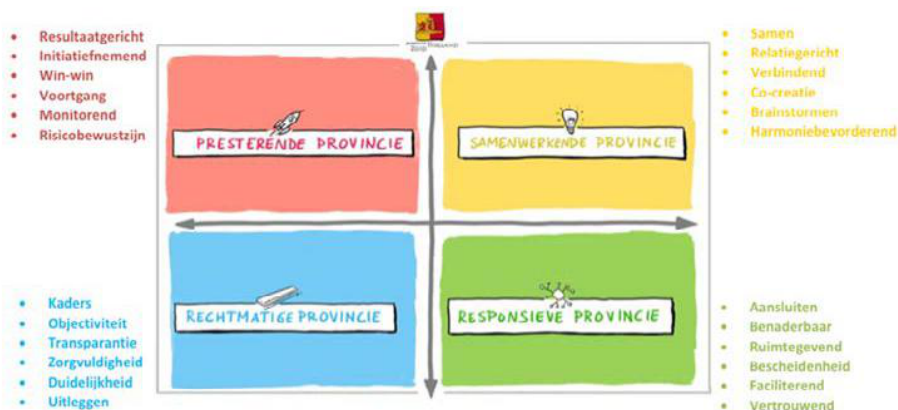 Resultaatgericht
Initiatiefnemend
Win-win
Voortgang
Monitorend
Risicobewustzijn
HOLLAND
PRESTERENDE PROVINCIE
Samen
Relatiegericht
Verbindend
Co-creatie
Brainstormen
Harmoniebevorderend
SAMENWERKENDE PROVINCIE
Kaders
Objectiviteit
Transparantie
Zorgvuldigheid
Duidelijkheid
Uitleggen
RECHTMATIGE PROVINCIE
RESPONSIEVE PROVINCIE
Aansluiten
Benaderbaar
Ruimtegevend
Bescheidenheid
Faciliterend
Vertrouwend